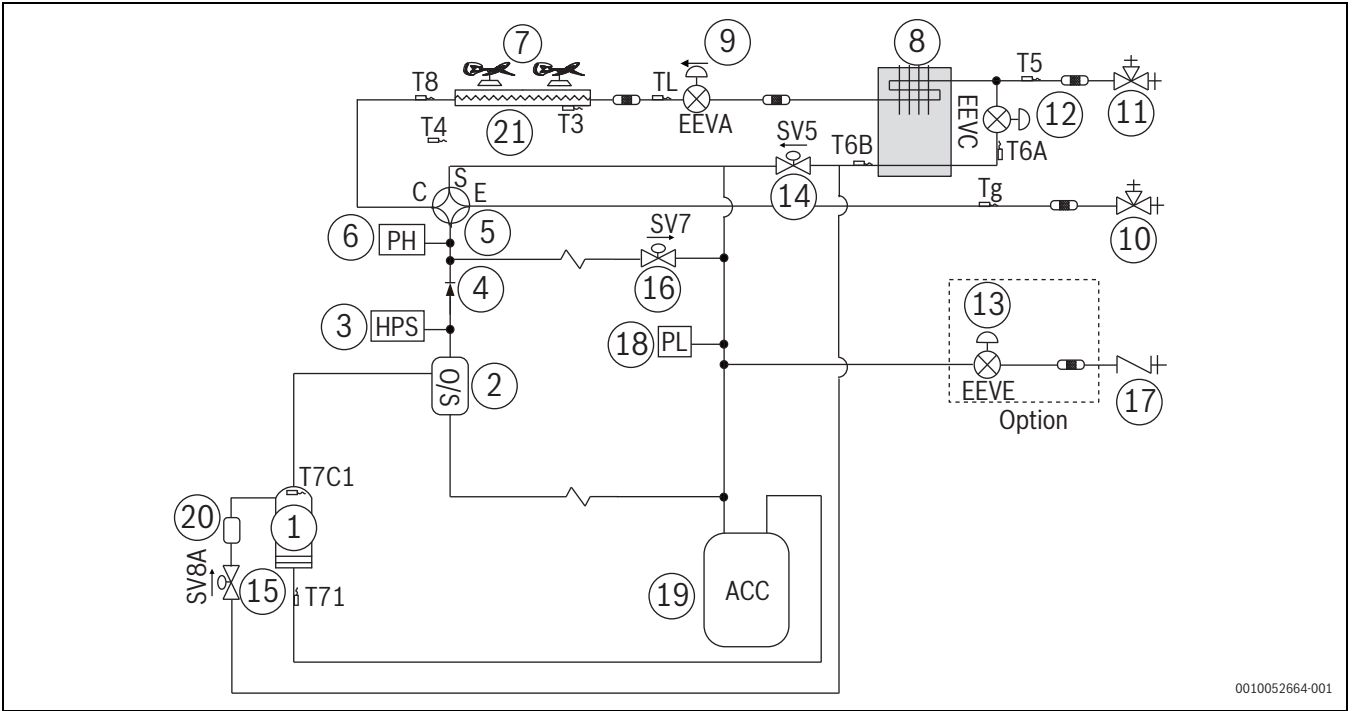 7
9
8
T8
TL
T5
T4
21
T3
EEVA
EEVC
12
11
SV5
T6B
T6A
C
S
E
14
Tg
6
PH
5
SV7
10
4
16
13
3
HPS
18
PL
O/S
2
EEVE
17
Option
T7C1
20
1
SV8A
15
T71
19
ACC
0010052664-001